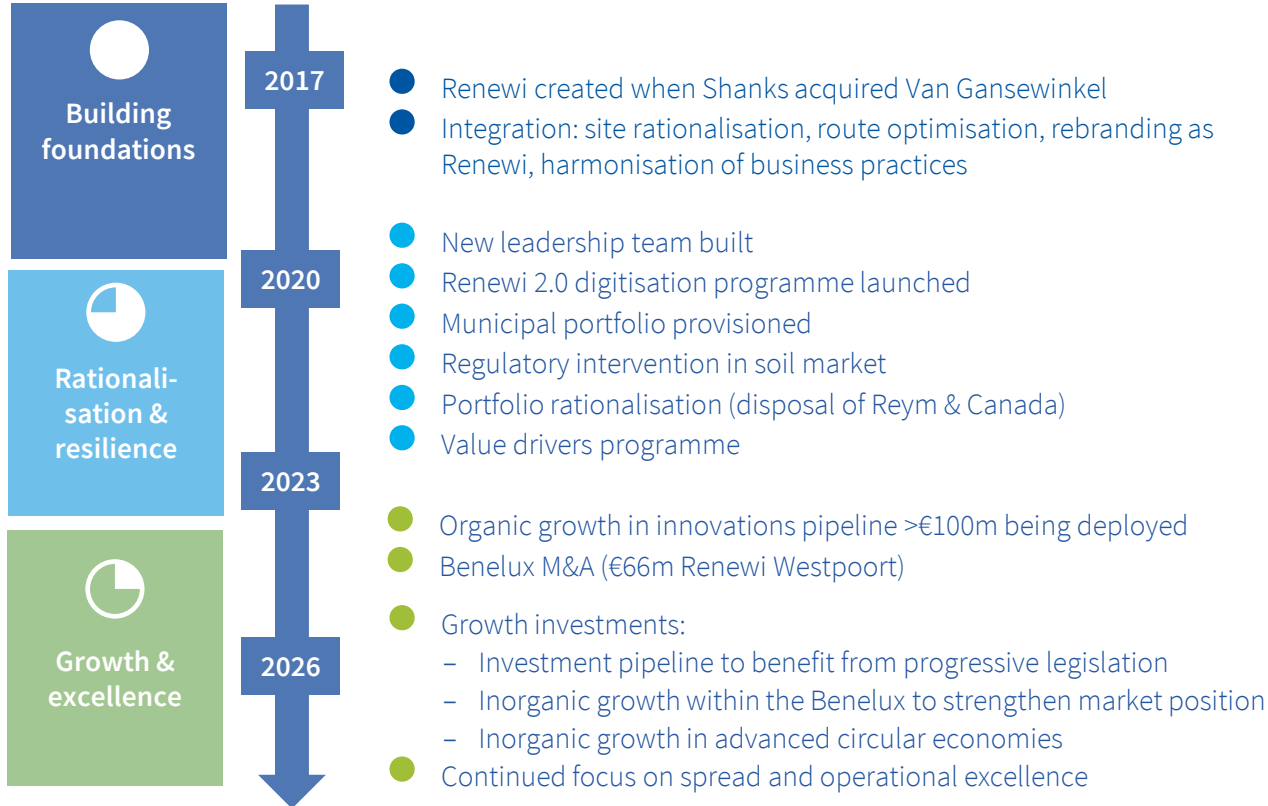 Building
foundations
2017
Renewi created when Shanks acquired Van Gansewinkel
Integration: site rationalisation, route optimisation, rebranding as
Renewi, harmonisation of business practices
Rationali-
sation &
resilience
2020
New leadership team built
Renewi 2.0 digitisation programme launched
Municipal portfolio provisioned
Regulatory intervention in soil market
Portfolio rationalisation (disposal of Reym & Canada)
Value drivers programme
2023
Growth &
excellence
Organic growth in innovations pipeline >€100m being deployed
Benelux M&A (€66m Renewi Westpoort)
2026
Growth investments:
– Investment pipeline to benefit from progressive legislation
– Inorganic growth within the Benelux to strengthen market position
– Inorganic growth in advanced circular economies
Continued focus on spread and operational excellence